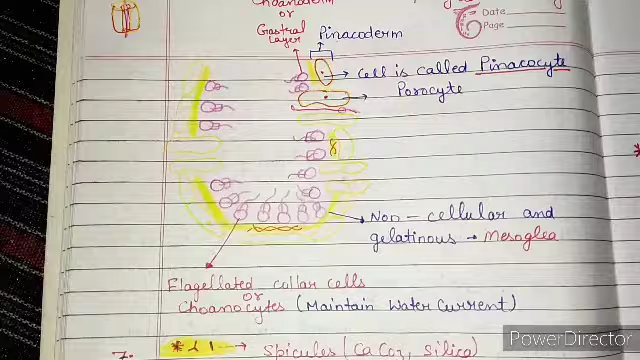 Choanoderm
or
Gastral
Layer
Pinacoderm
Date
Page
Cell is called Pinacocyte
Porocyte
Non-cellular and
gelatinous → Mesoglea
Flagellated collar cells
or
Choanocytes (Maintain Water Current)
7. * → Spicules (CaCO3, Silica)
PowerDirector